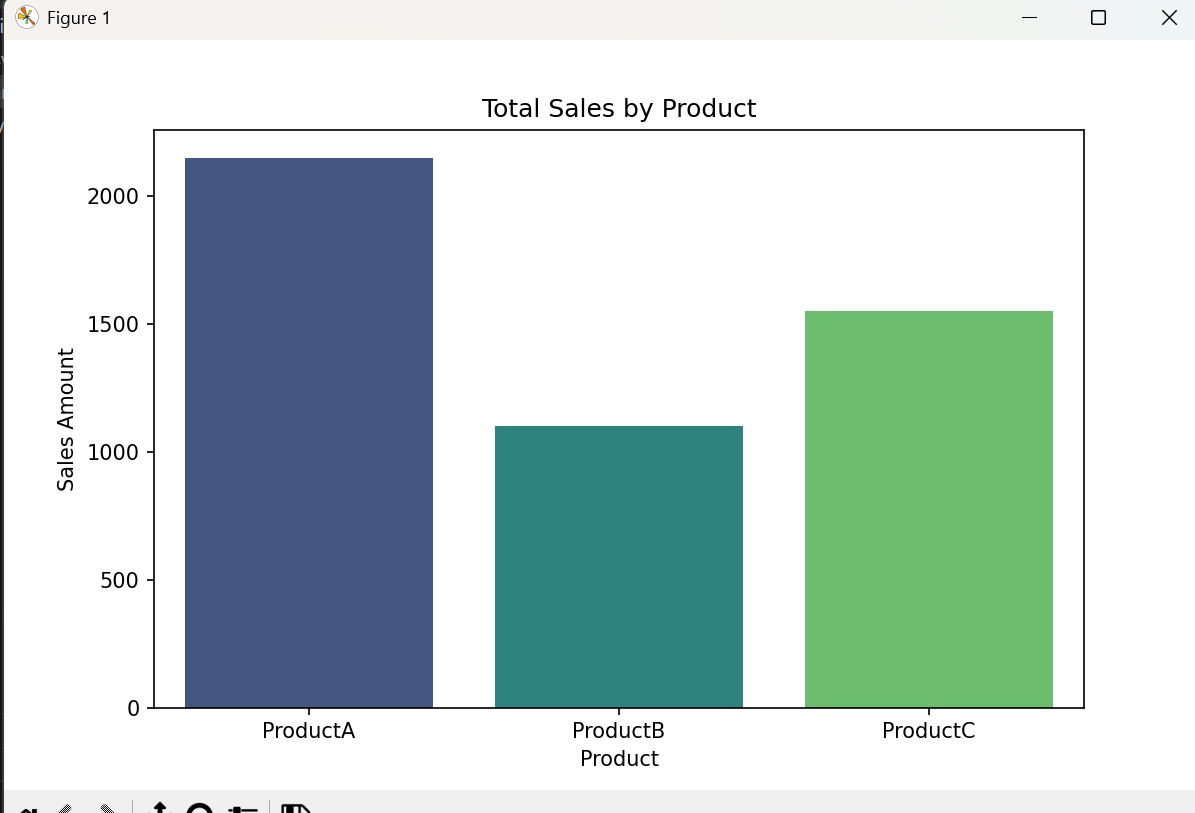 Figure 1
Total Sales by Product
2000
1500
1000
500
0
Sales Amount
ProductA ProductB ProductC
Product